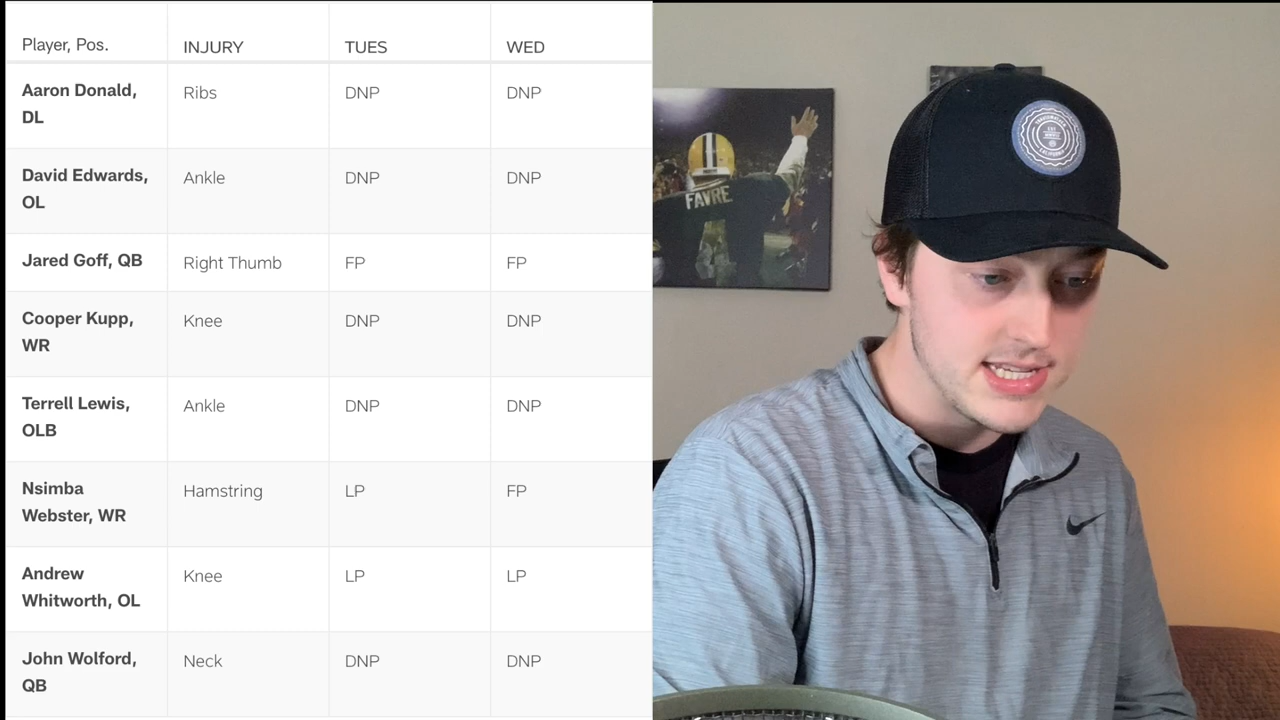 Player, Pos. INJURY TUES WED
Aaron Donald, Ribs DNP DNP
DL
David Edwards, Ankle DNP DNP
OL
Jared Goff, QB Right Thumb FP FP
Cooper Kupp, Knee DNP DNP
WR
Terrell Lewis, Ankle DNP DNP
OLB
Nsimba Hamstring LP FP
Webster, WR
Andrew Knee LP LP
Whitworth, OL
John Wolford, Neck DNP DNP
QB
FAVRE
CALIFORNIA